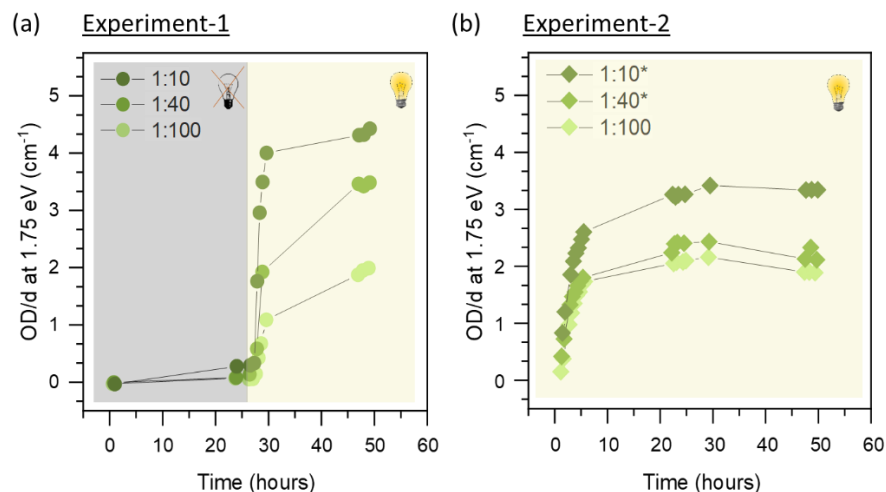 (a) Experiment-1
1:10
1:40
1:100
5
4
3
2
1
0
OD/d at 1.75 eV (cm⁻¹)
0 10 20 30 40 50 60
Time (hours)
(b) Experiment-2
1:10*
1:40*
1:100
5
4
3
2
1
0
OD/d at 1.75 eV (cm⁻¹)
0 10 20 30 40 50 60
Time (hours)